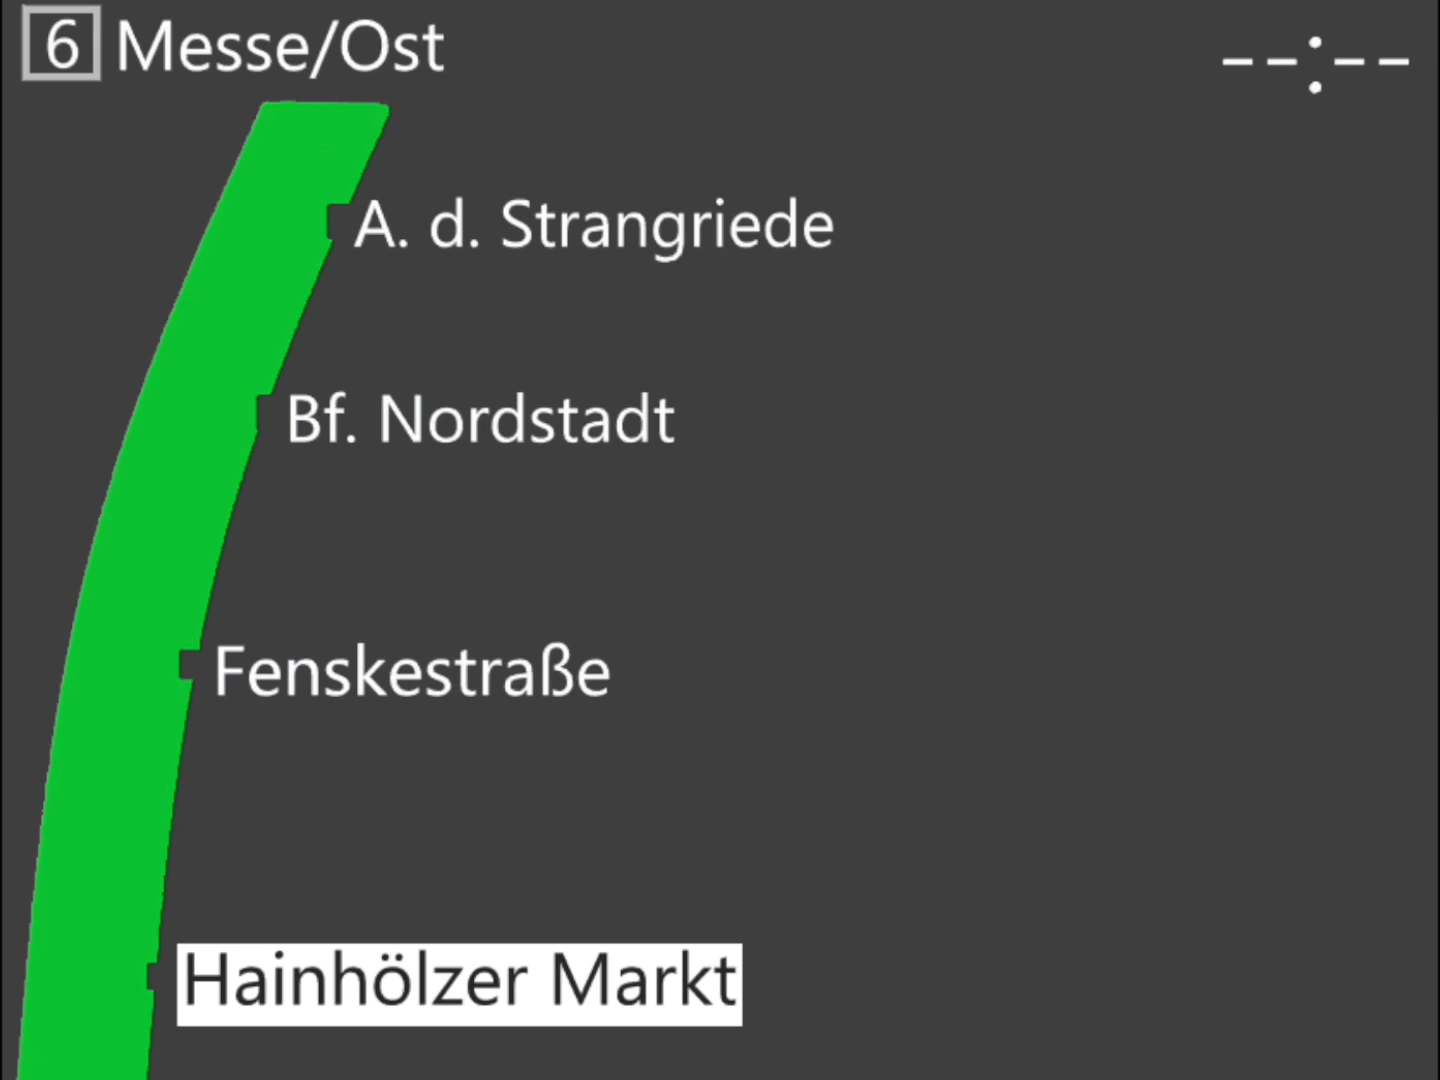 6 Messe/Ost
--:--
A. d. Strangriede
Bf. Nordstadt
Fenskestraße
Hainhölzer Markt